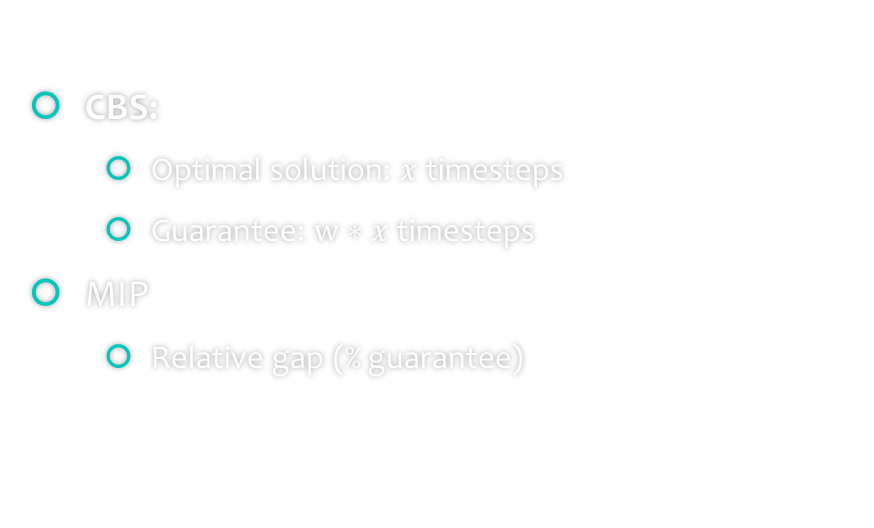 CBS:
Optimal solution: x timesteps
Guarantee: w * x timesteps
MIP
Relative gap (% guarantee)